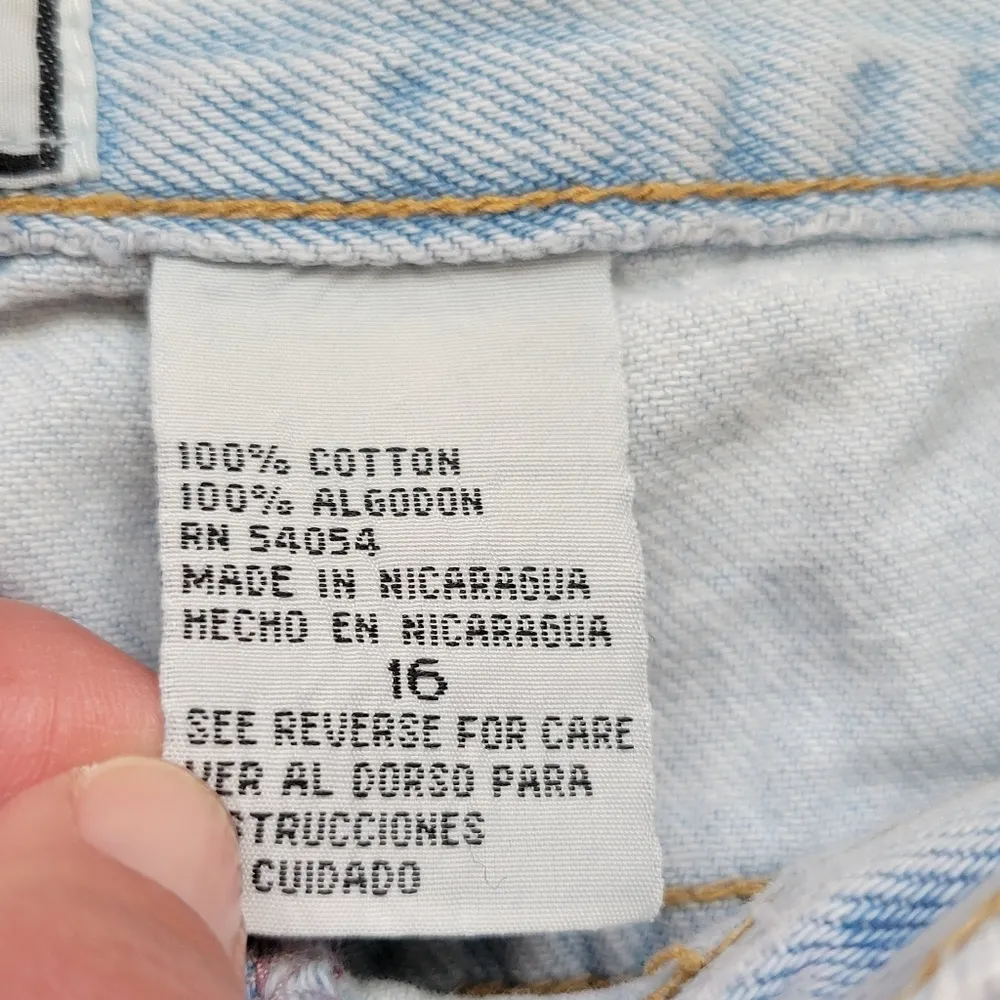 100% COTTON
100% ALGODON
RN 54054
MADE IN NICARAGUA
HECHO EN NICARAGUA
16
SEE REVERSE FOR CARE
VER AL DORSO PARA
TRUCCIONES
CUIDADO